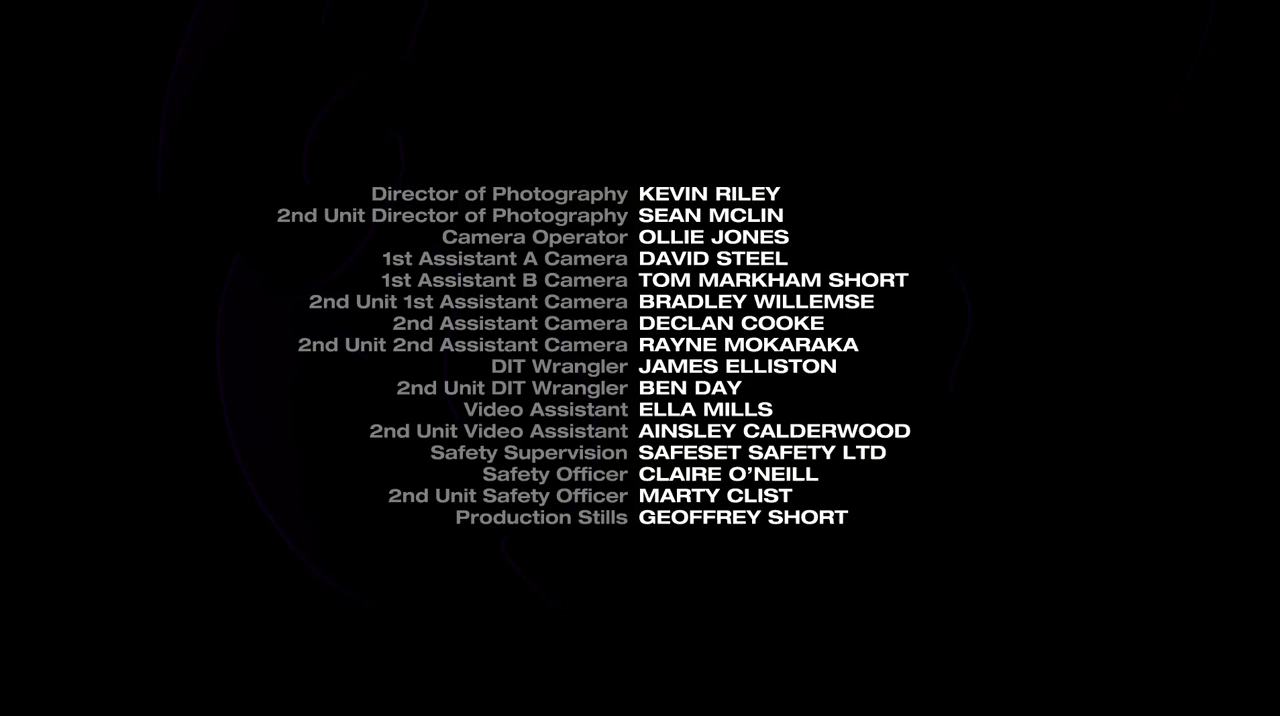 Director of Photography KEVIN RILEY
2nd Unit Director of Photography SEAN MCLIN
Camera Operator OLLIE JONES
1st Assistant A Camera DAVID STEEL
1st Assistant B Camera TOM MARKHAM SHORT
2nd Unit 1st Assistant Camera BRADLEY WILLEMSE
2nd Assistant Camera DECLAN COOKE
2nd Unit 2nd Assistant Camera RAYNE MOKARAKA
DIT Wrangler JAMES ELLISTON
2nd Unit DIT Wrangler BEN DAY
Video Assistant ELLA MILLS
2nd Unit Video Assistant AINSLEY CALDERWOOD
Safety Supervision SAFESET SAFETY LTD
Safety Officer CLAIRE O’NEILL
2nd Unit Safety Officer MARTY CLIST
Production Stills GEOFFREY SHORT